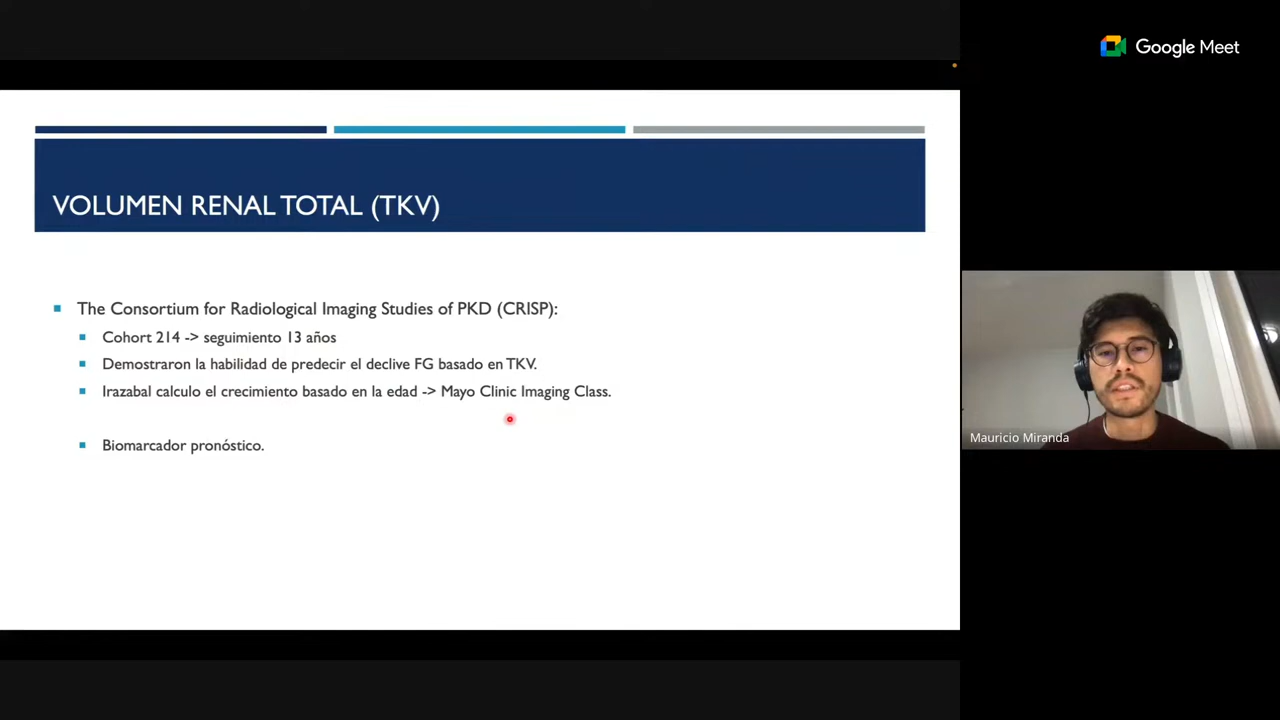 Google Meet
VOLUMEN RENAL TOTAL (TKV)
The Consortium for Radiological Imaging Studies of PKD (CRISP):
Cohort 214 -> seguimiento 13 años
Demostraron la habilidad de predecir el declive FG basado en TKV.
Irazabal calculo el crecimiento basado en la edad -> Mayo Clinic Imaging Class.
Biomarcador pronóstico.
Mauricio Miranda